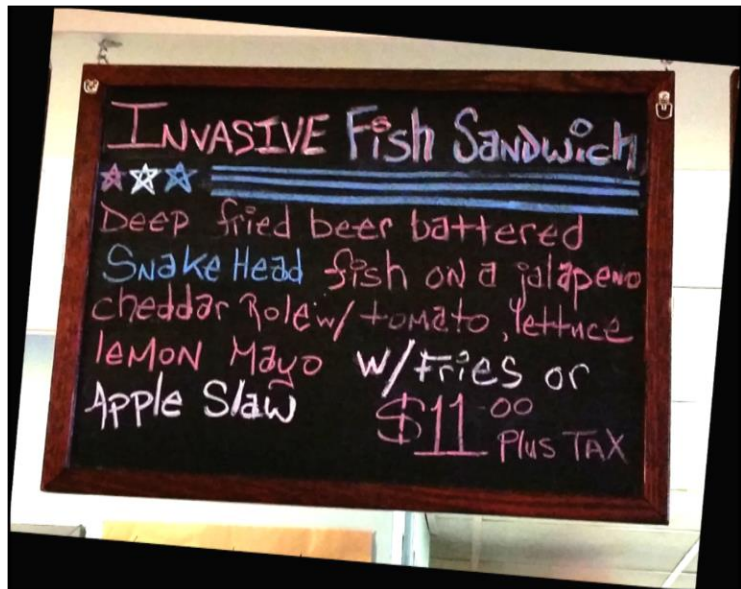 INVASIVE Fish Sandwich
Deep fried beer battered
Snake Head fish on a jalapeno
cheddar Role w/ tomato, lettuce
lemon Mayo w/Fries or
Apple Slaw $11.00
Plus TAX